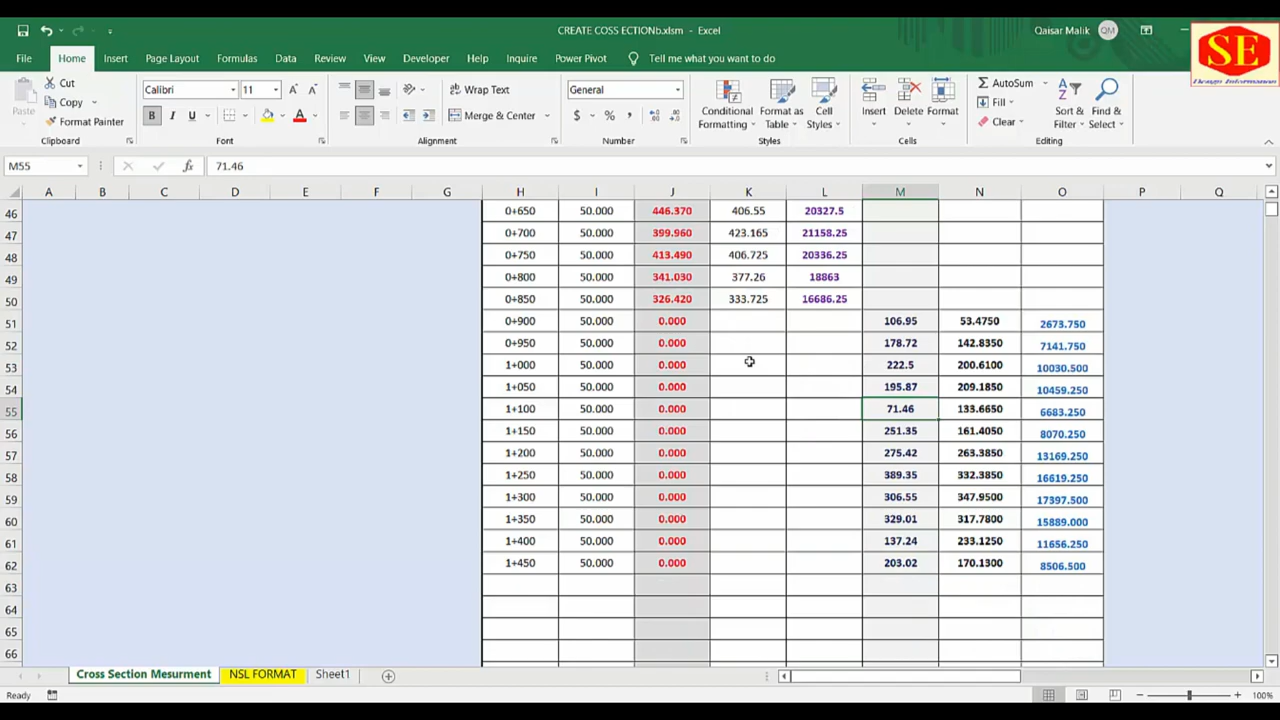 CREATE COSS ECTIONb.xlsm - Excel
Qaisar Malik QM
SE
Design Information
File Home Insert Page Layout Formulas Data Review View Developer Help Inquire Power Pivot Tell me what you want to do
Paste
Cut
Copy
Format Painter
Calibri 11
B I U A
Wrap Text
Merge & Center
General
$ % ,
Conditional Formatting
Format as Table
Cell Styles
Insert
Delete
Format
AutoSum
Fill
Clear
Sort & Filter
Find & Select
Clipboard Font Alignment Number Styles Cells Editing
M55 fx 71.46
A B C D E F G H I J K L M N O P Q
46 0+650 50.000 446.370 406.55 20327.5
47 0+700 50.000 399.960 423.165 21158.25
48 0+750 50.000 413.490 406.725 20336.25
49 0+800 50.000 341.030 377.26 18863
50 0+850 50.000 326.420 333.725 16686.25
51 0+900 50.000 0.000 106.95 53.4750 2673.750
52 0+950 50.000 0.000 178.72 142.8350 7141.750
53 1+000 50.000 0.000 222.5 200.6100 10030.500
54 1+050 50.000 0.000 195.87 209.1850 10459.250
55 1+100 50.000 0.000 71.46 133.6650 6683.250
56 1+150 50.000 0.000 251.35 161.4050 8070.250
57 1+200 50.000 0.000 275.42 263.3850 13169.250
58 1+250 50.000 0.000 389.35 332.3850 16619.250
59 1+300 50.000 0.000 306.55 347.9500 17397.500
60 1+350 50.000 0.000 329.01 317.7800 15889.000
61 1+400 50.000 0.000 137.24 233.1250 11656.250
62 1+450 50.000 0.000 203.02 170.1300 8506.500
63
64
65
66
Cross Section Mesurment NSL FORMAT Sheet1
Ready 100%